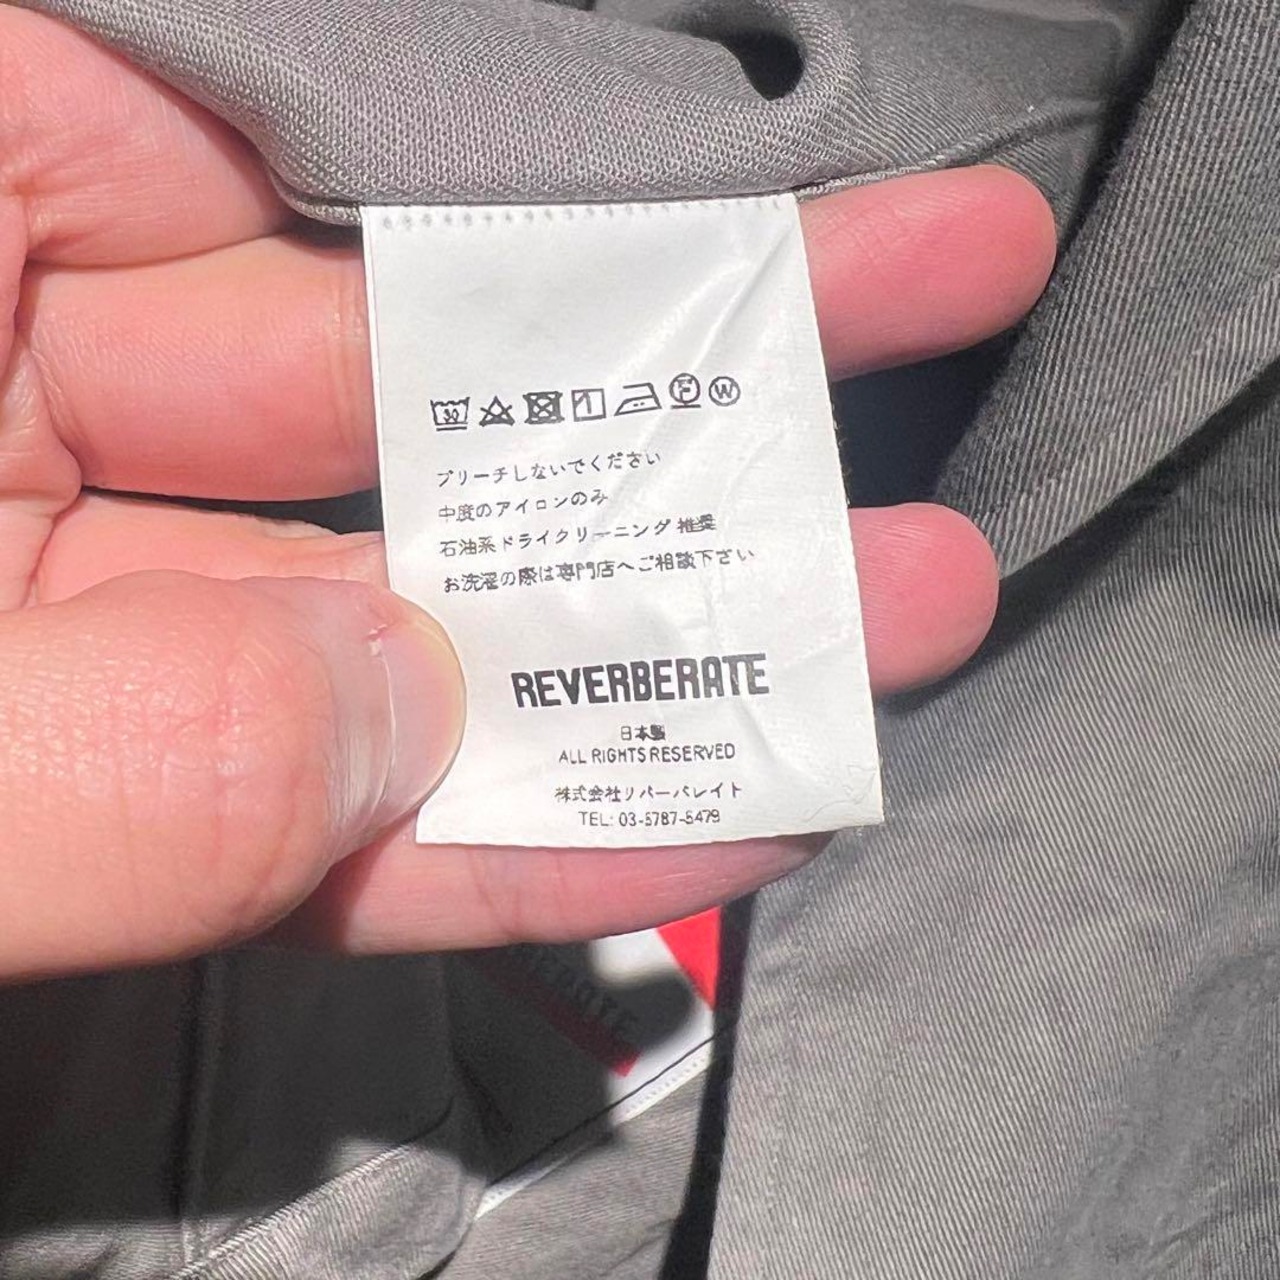 30 F W
ブリーチしないでください
中度のアイロンのみ
石油系ドライクリーニング推奨
お洗濯の際は専門店へご相談下さい
REVERBERATE
日本製
ALL RIGHTS RESERVED
株式会社リバーバレイト
TEL: 03-5787-5479